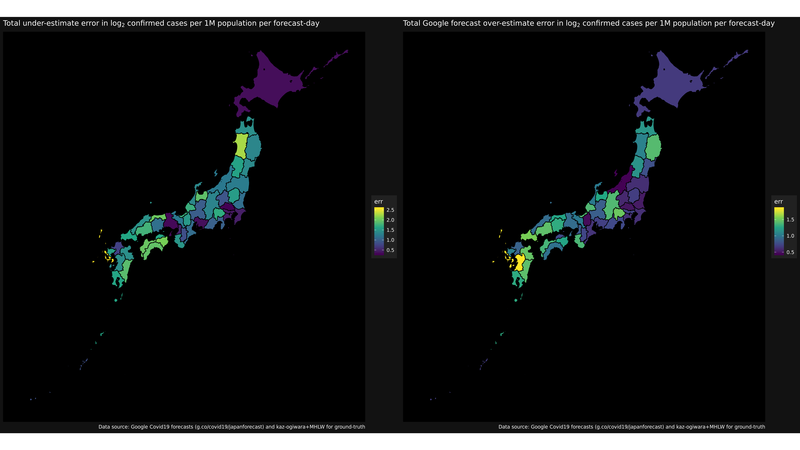 Total under-estimate error in log₂ confirmed cases per 1M population per forecast-day
err
2.5
2.0
1.5
1.0
0.5
Data source: Google Covid19 forecasts (g.co/covid19/japanforecast) and kaz-ogiwara+MHLW for ground-truth
Total Google forecast over-estimate error in log₂ confirmed cases per 1M population per forecast-day
err
1.5
1.0
0.5
Data source: Google Covid19 forecasts (g.co/covid19/japanforecast) and kaz-ogiwara+MHLW for ground-truth